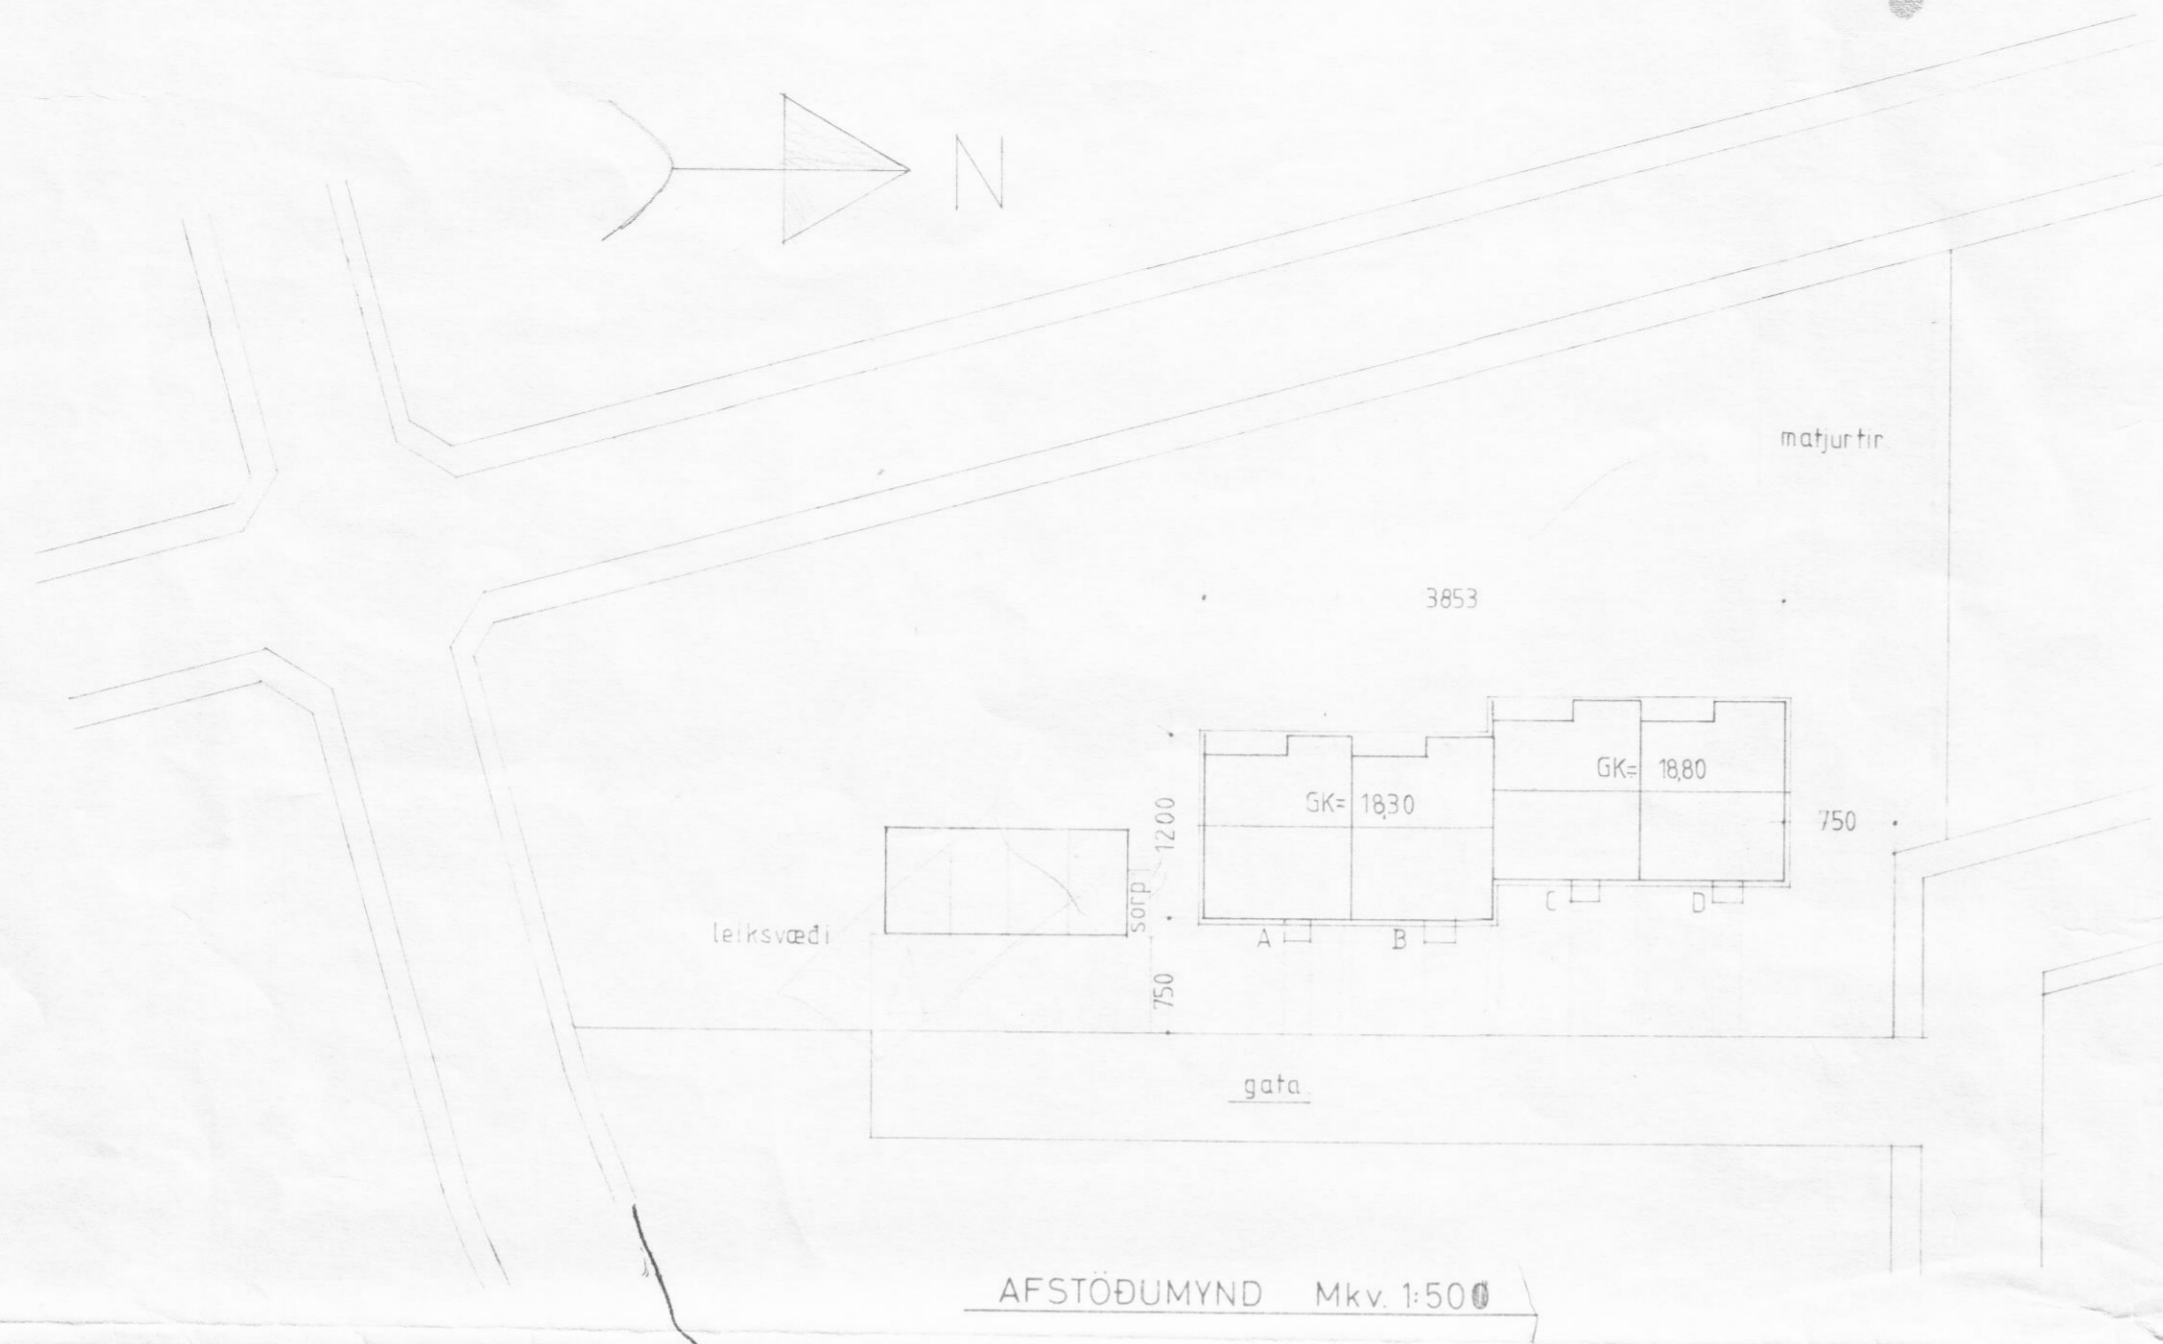 N
matjurtir
3853
GK= 18,80
GK= 18,30
750
1200
sorp
C
D
leiksvæði
A
B
750
gata
AFSTÖÐUMYND Mkv. 1:500